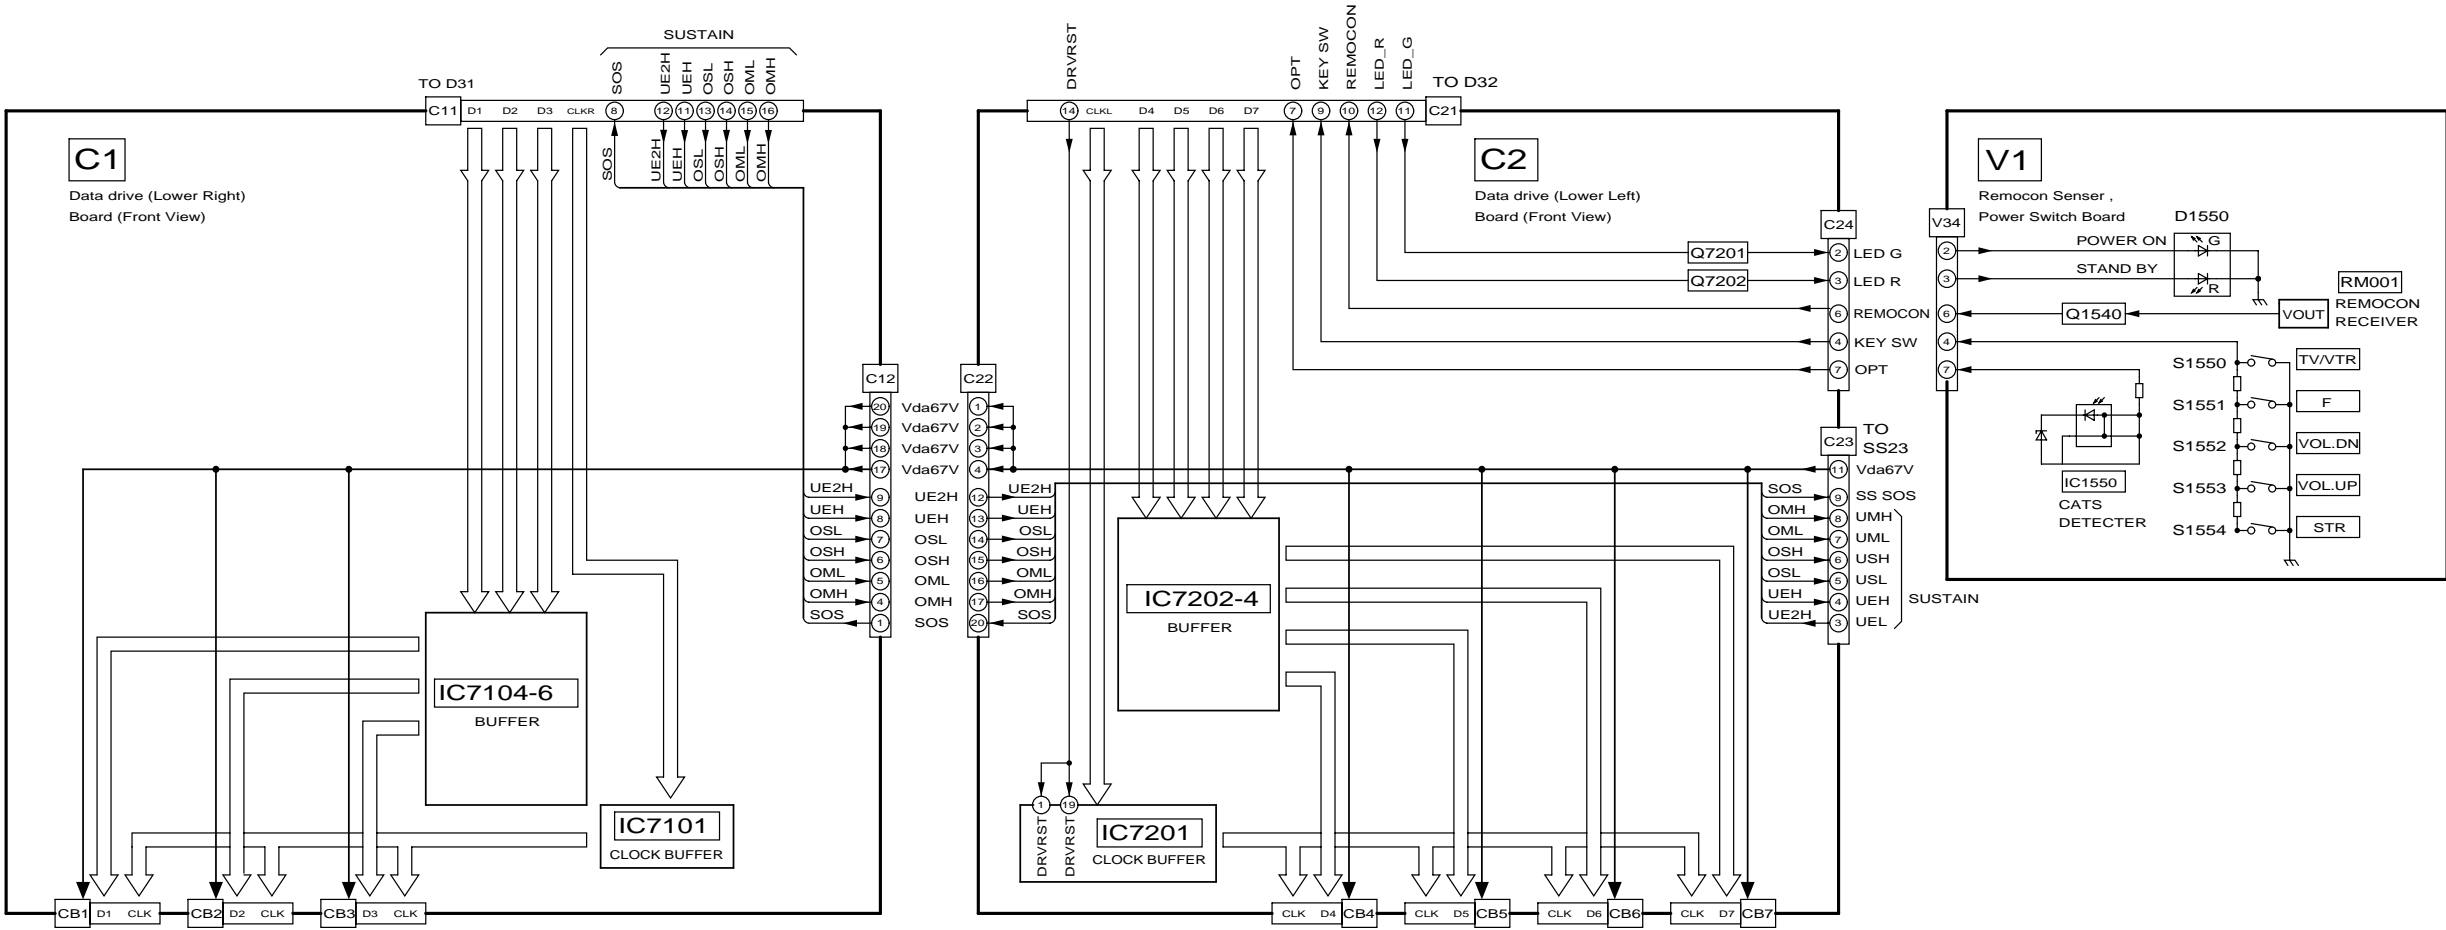 SUSTAIN
SOS
UE2H
UEH
OSL
OSH
OML
OMH
TO D31
C11 D1 D2 D3 CLKR 8 12 11 13 14 15 16
SOS
UE2H
UEH
OSL
OSH
OML
OMH
C1
Data drive (Lower Right)
Board (Front View)
C12
20 Vda67V
19 Vda67V
18 Vda67V
17 Vda67V
UE2H 9 UE2H
UEH 8 UEH
OSL 7 OSL
OSH 6 OSH
OML 5 OML
OMH 4 OMH
SOS 1 SOS
IC7104-6
BUFFER
IC7101
CLOCK BUFFER
CB1 D1 CLK
CB2 D2 CLK
CB3 D3 CLK
DRVRST
OPT
KEY SW
REMOCON
LED_R
LED_G
TO D32
14 CLKL D4 D5 D6 D7 7 9 10 12 11 C21
C2
Data drive (Lower Left)
Board (Front View)
C22
1
2
3
4
12 UE2H
13 UEH
14 OSL
15 OSH
16 OML
17 OMH
20 SOS
Q7201
Q7202
C24
2 LED G
3 LED R
6 REMOCON
4 KEY SW
7 OPT
C23
TO
SS23
11 Vda67V
SOS 9 SS SOS
OMH 8 UMH
OML 7 UML
OSH 6 USH
OSL 5 USL
UEH 4 UEH
UE2H 3 UEL
SUSTAIN
IC7202-4
BUFFER
1 19
DRVRST
DRVRST
IC7201
CLOCK BUFFER
CLK D4 CB4
CLK D5 CB5
CLK D6 CB6
CLK D7 CB7
V1
Remocon Senser ,
Power Switch Board
V34
2
3
6
4
7
D1550
POWER ON
G
STAND BY
R
RM001
REMOCON
RECEIVER
VOUT
Q1540
S1550 TV/VTR
S1551 F
S1552 VOL.DN
S1553 VOL.UP
S1554 STR
IC1550
CATS
DETECTER